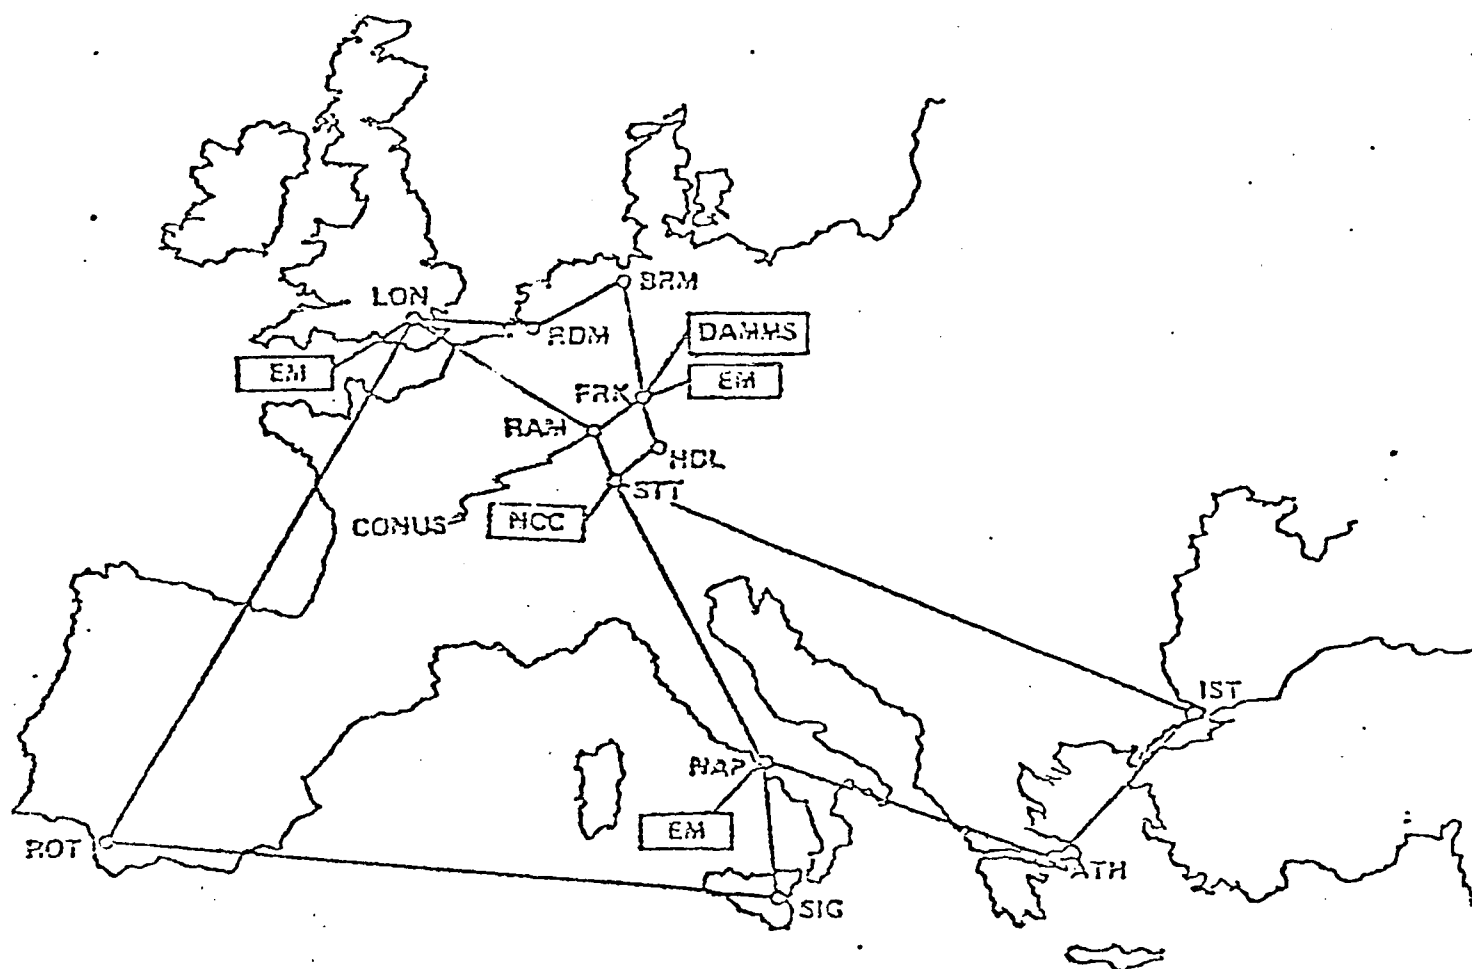 LON
BRM
RDM
DAMMS
EM
EM
FRK
RAM
HDL
STT
NCC
CONUS
IST
NAP
EM
ROT
ATH
SIG